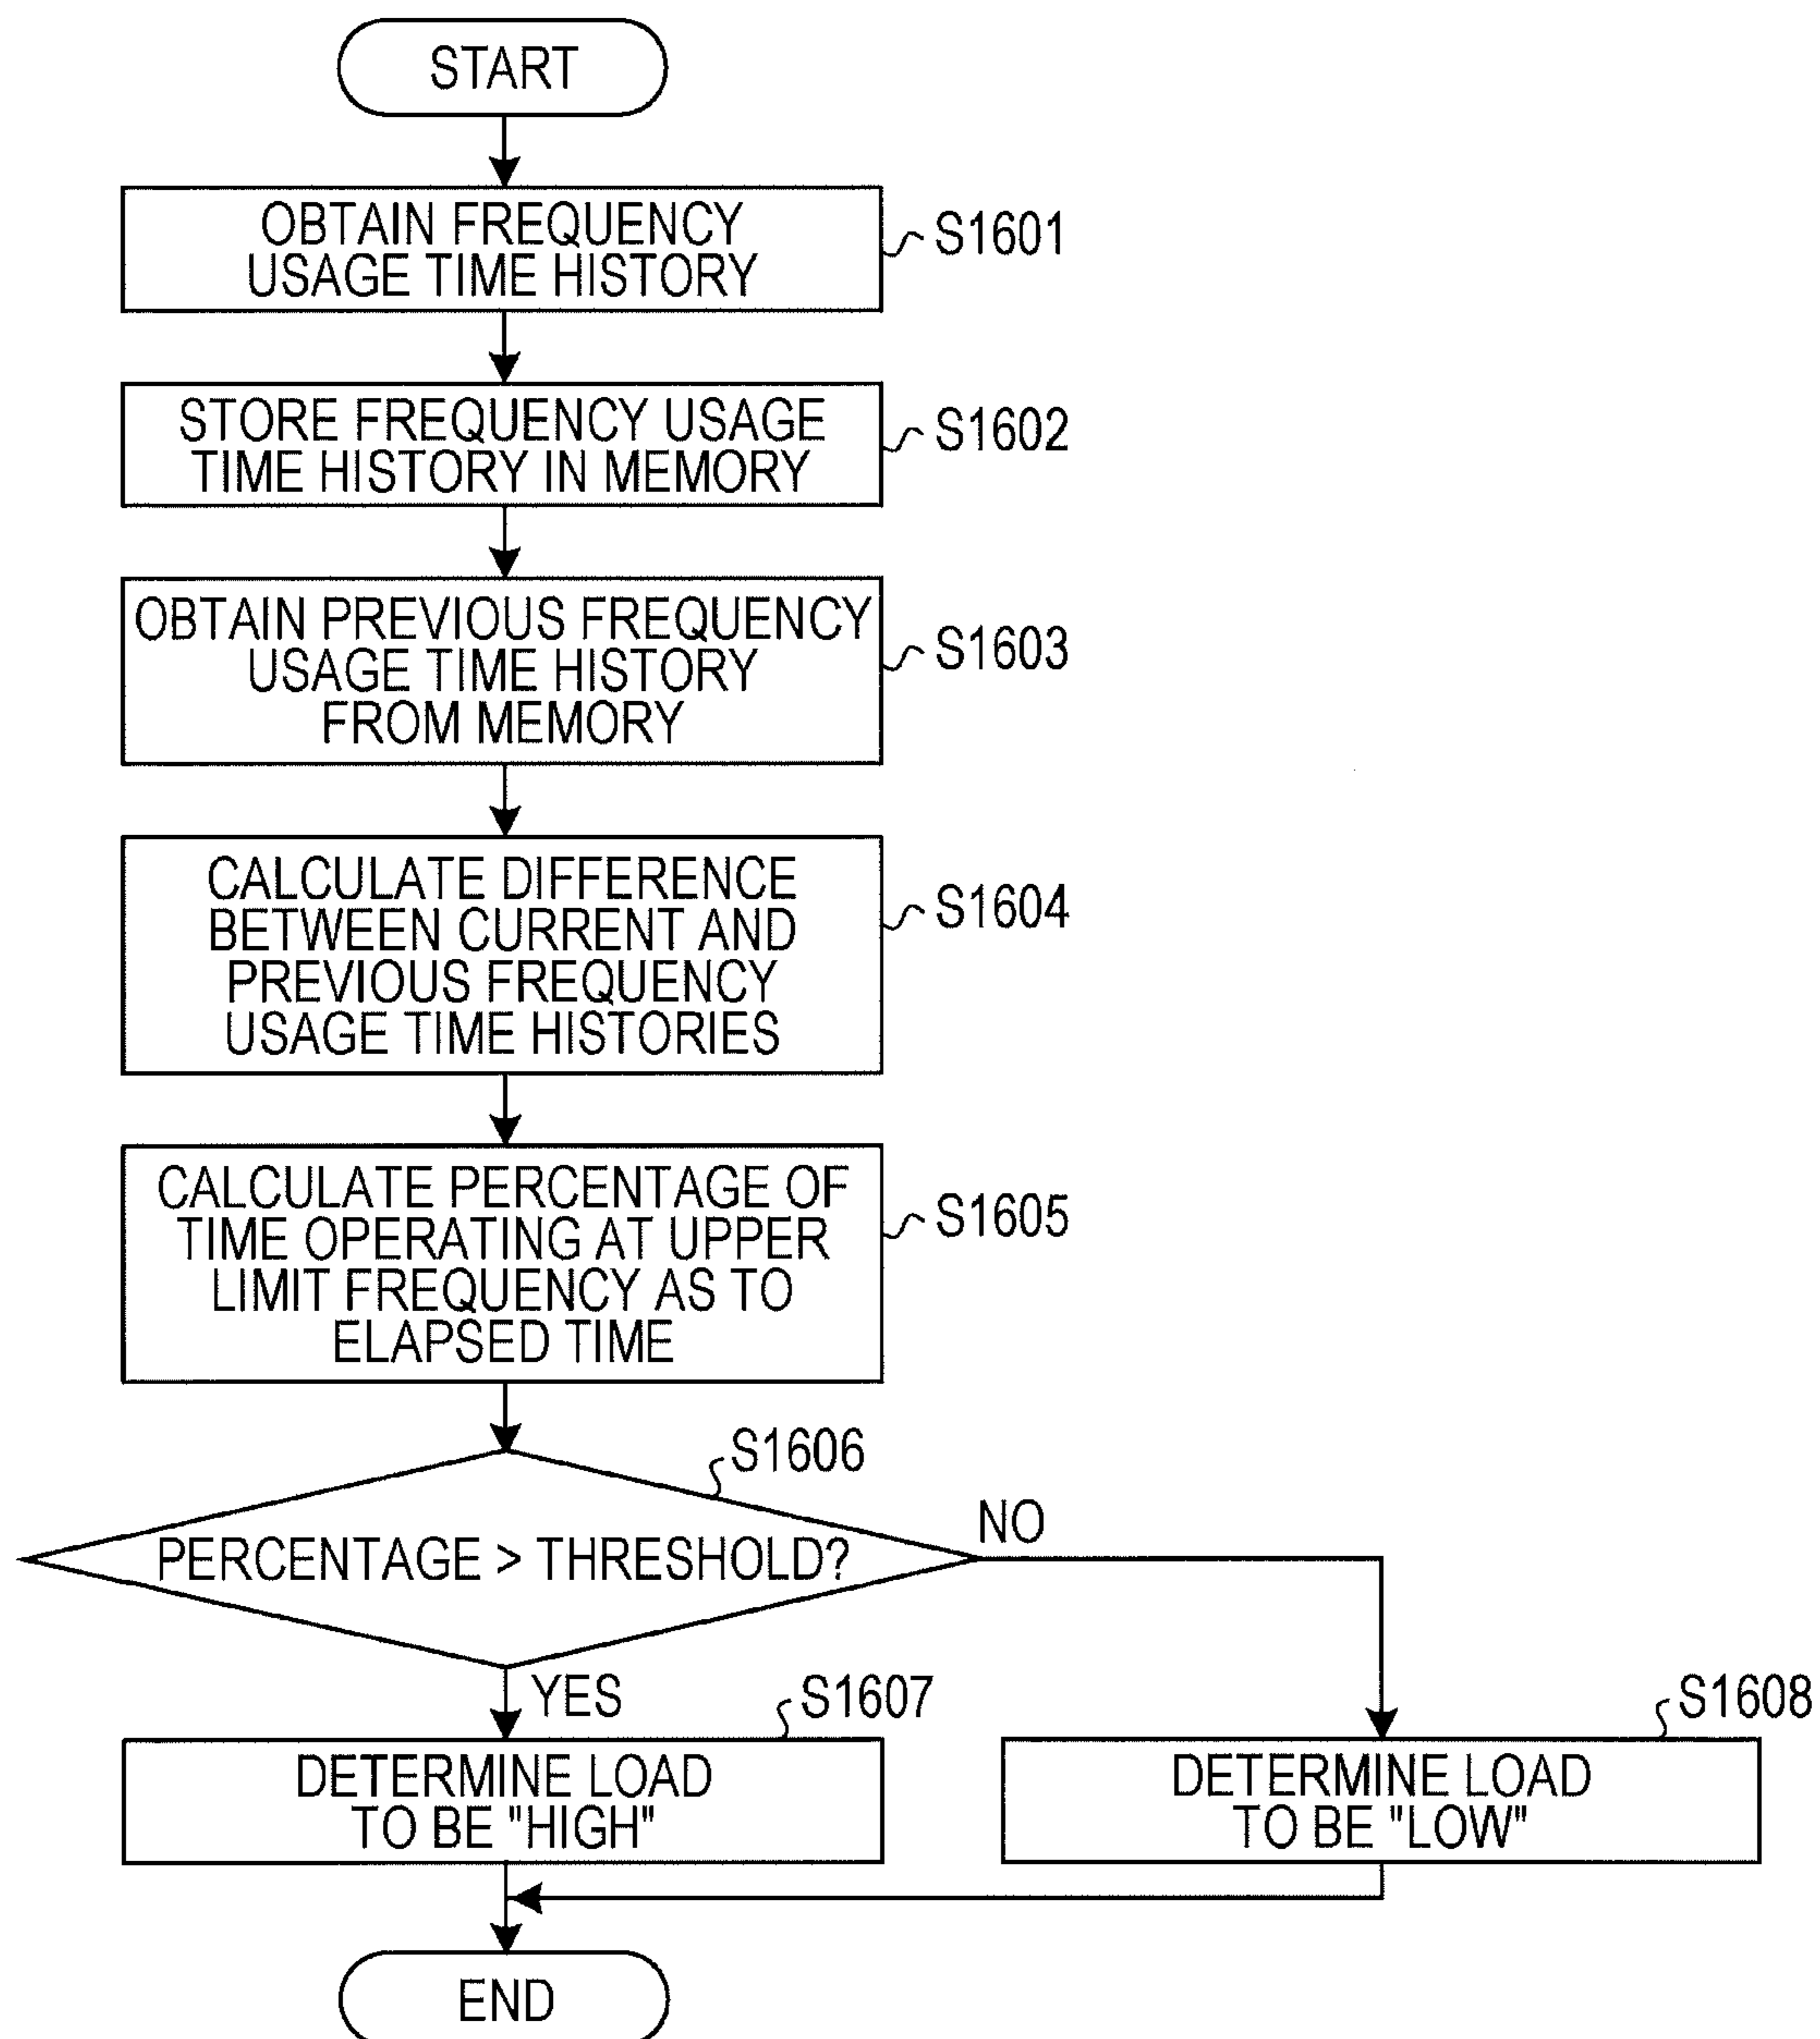 START
OBTAIN FREQUENCY
USAGE TIME HISTORY
S1601
STORE FREQUENCY USAGE
TIME HISTORY IN MEMORY
S1602
OBTAIN PREVIOUS FREQUENCY
USAGE TIME HISTORY
FROM MEMORY
S1603
CALCULATE DIFFERENCE
BETWEEN CURRENT AND
PREVIOUS FREQUENCY
USAGE TIME HISTORIES
S1604
CALCULATE PERCENTAGE OF
TIME OPERATING AT UPPER
LIMIT FREQUENCY AS TO
ELAPSED TIME
S1605
S1606
PERCENTAGE > THRESHOLD?
NO
YES
S1607
DETERMINE LOAD
TO BE "HIGH"
S1608
DETERMINE LOAD
TO BE "LOW"
END